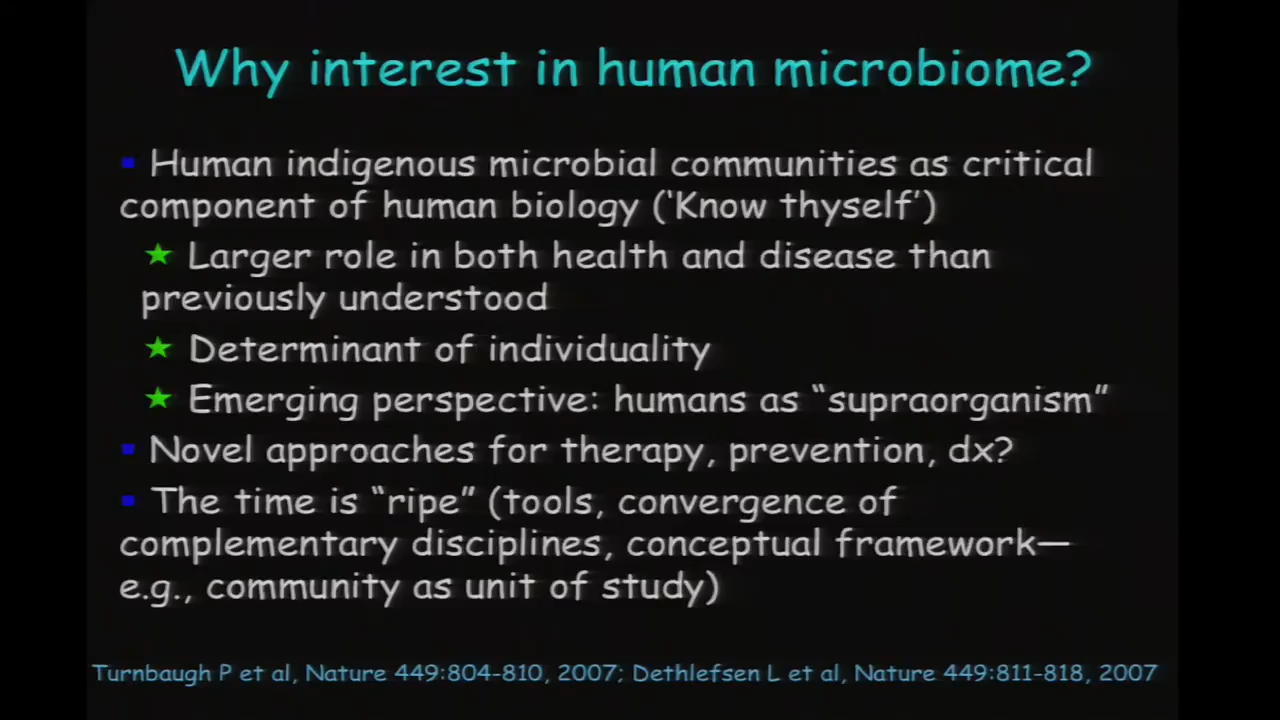 Why interest in human microbiome?
Human indigenous microbial communities as critical
component of human biology (‘Know thyself’)
Larger role in both health and disease than
previously understood
Determinant of individuality
Emerging perspective: humans as “supraorganism”
Novel approaches for therapy, prevention, dx?
The time is “ripe” (tools, convergence of
complementary disciplines, conceptual framework—
e.g., community as unit of study)
Turnbaugh P et al, Nature 449:804-810, 2007; Dethlefsen L et al, Nature 449:811-818, 2007